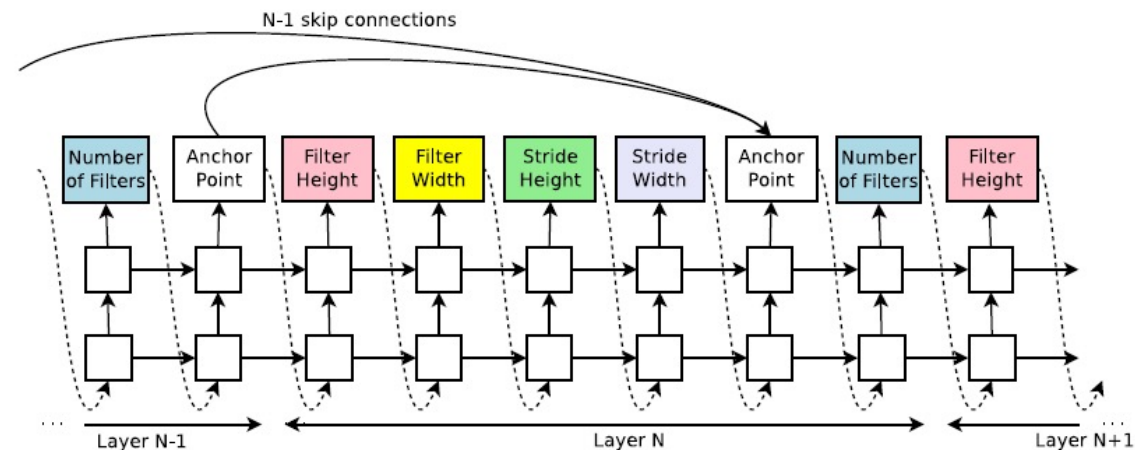 N-1 skip connections
Number
of Filters
Anchor
Point
Filter
Height
Filter
Width
Stride
Height
Stride
Width
Anchor
Point
Number
of Filters
Filter
Height
...
Layer N-1
Layer N
Layer N+1
...